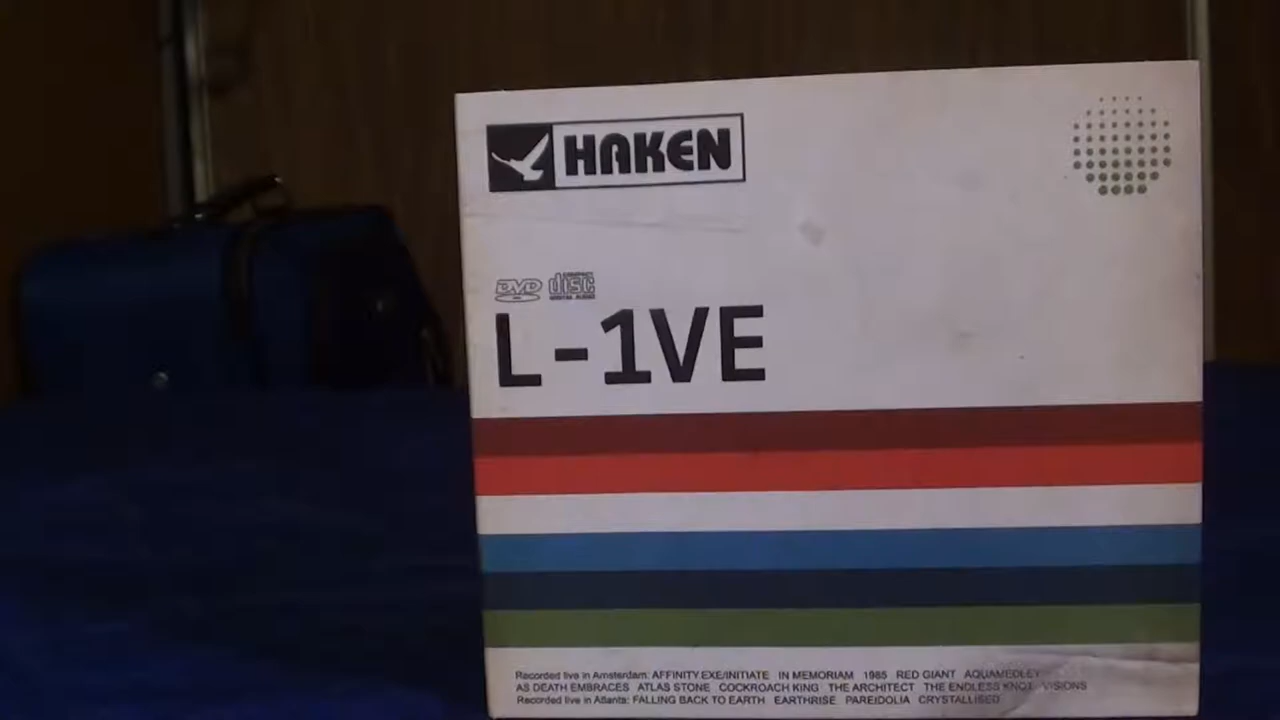 HAKEN
DVD COMPACT disc DIGITAL AUDIO
L-1VE
Recorded live in Amsterdam: AFFINITY.EXE/INITIATE IN MEMORIAM 1985 RED GIANT AQUAMEDLEY
AS DEATH EMBRACES ATLAS STONE COCKROACH KING THE ARCHITECT THE ENDLESS KNOT VISIONS
Recorded live in Atlanta: FALLING BACK TO EARTH EARTHRISE PAREIDOLIA CRYSTALLISED